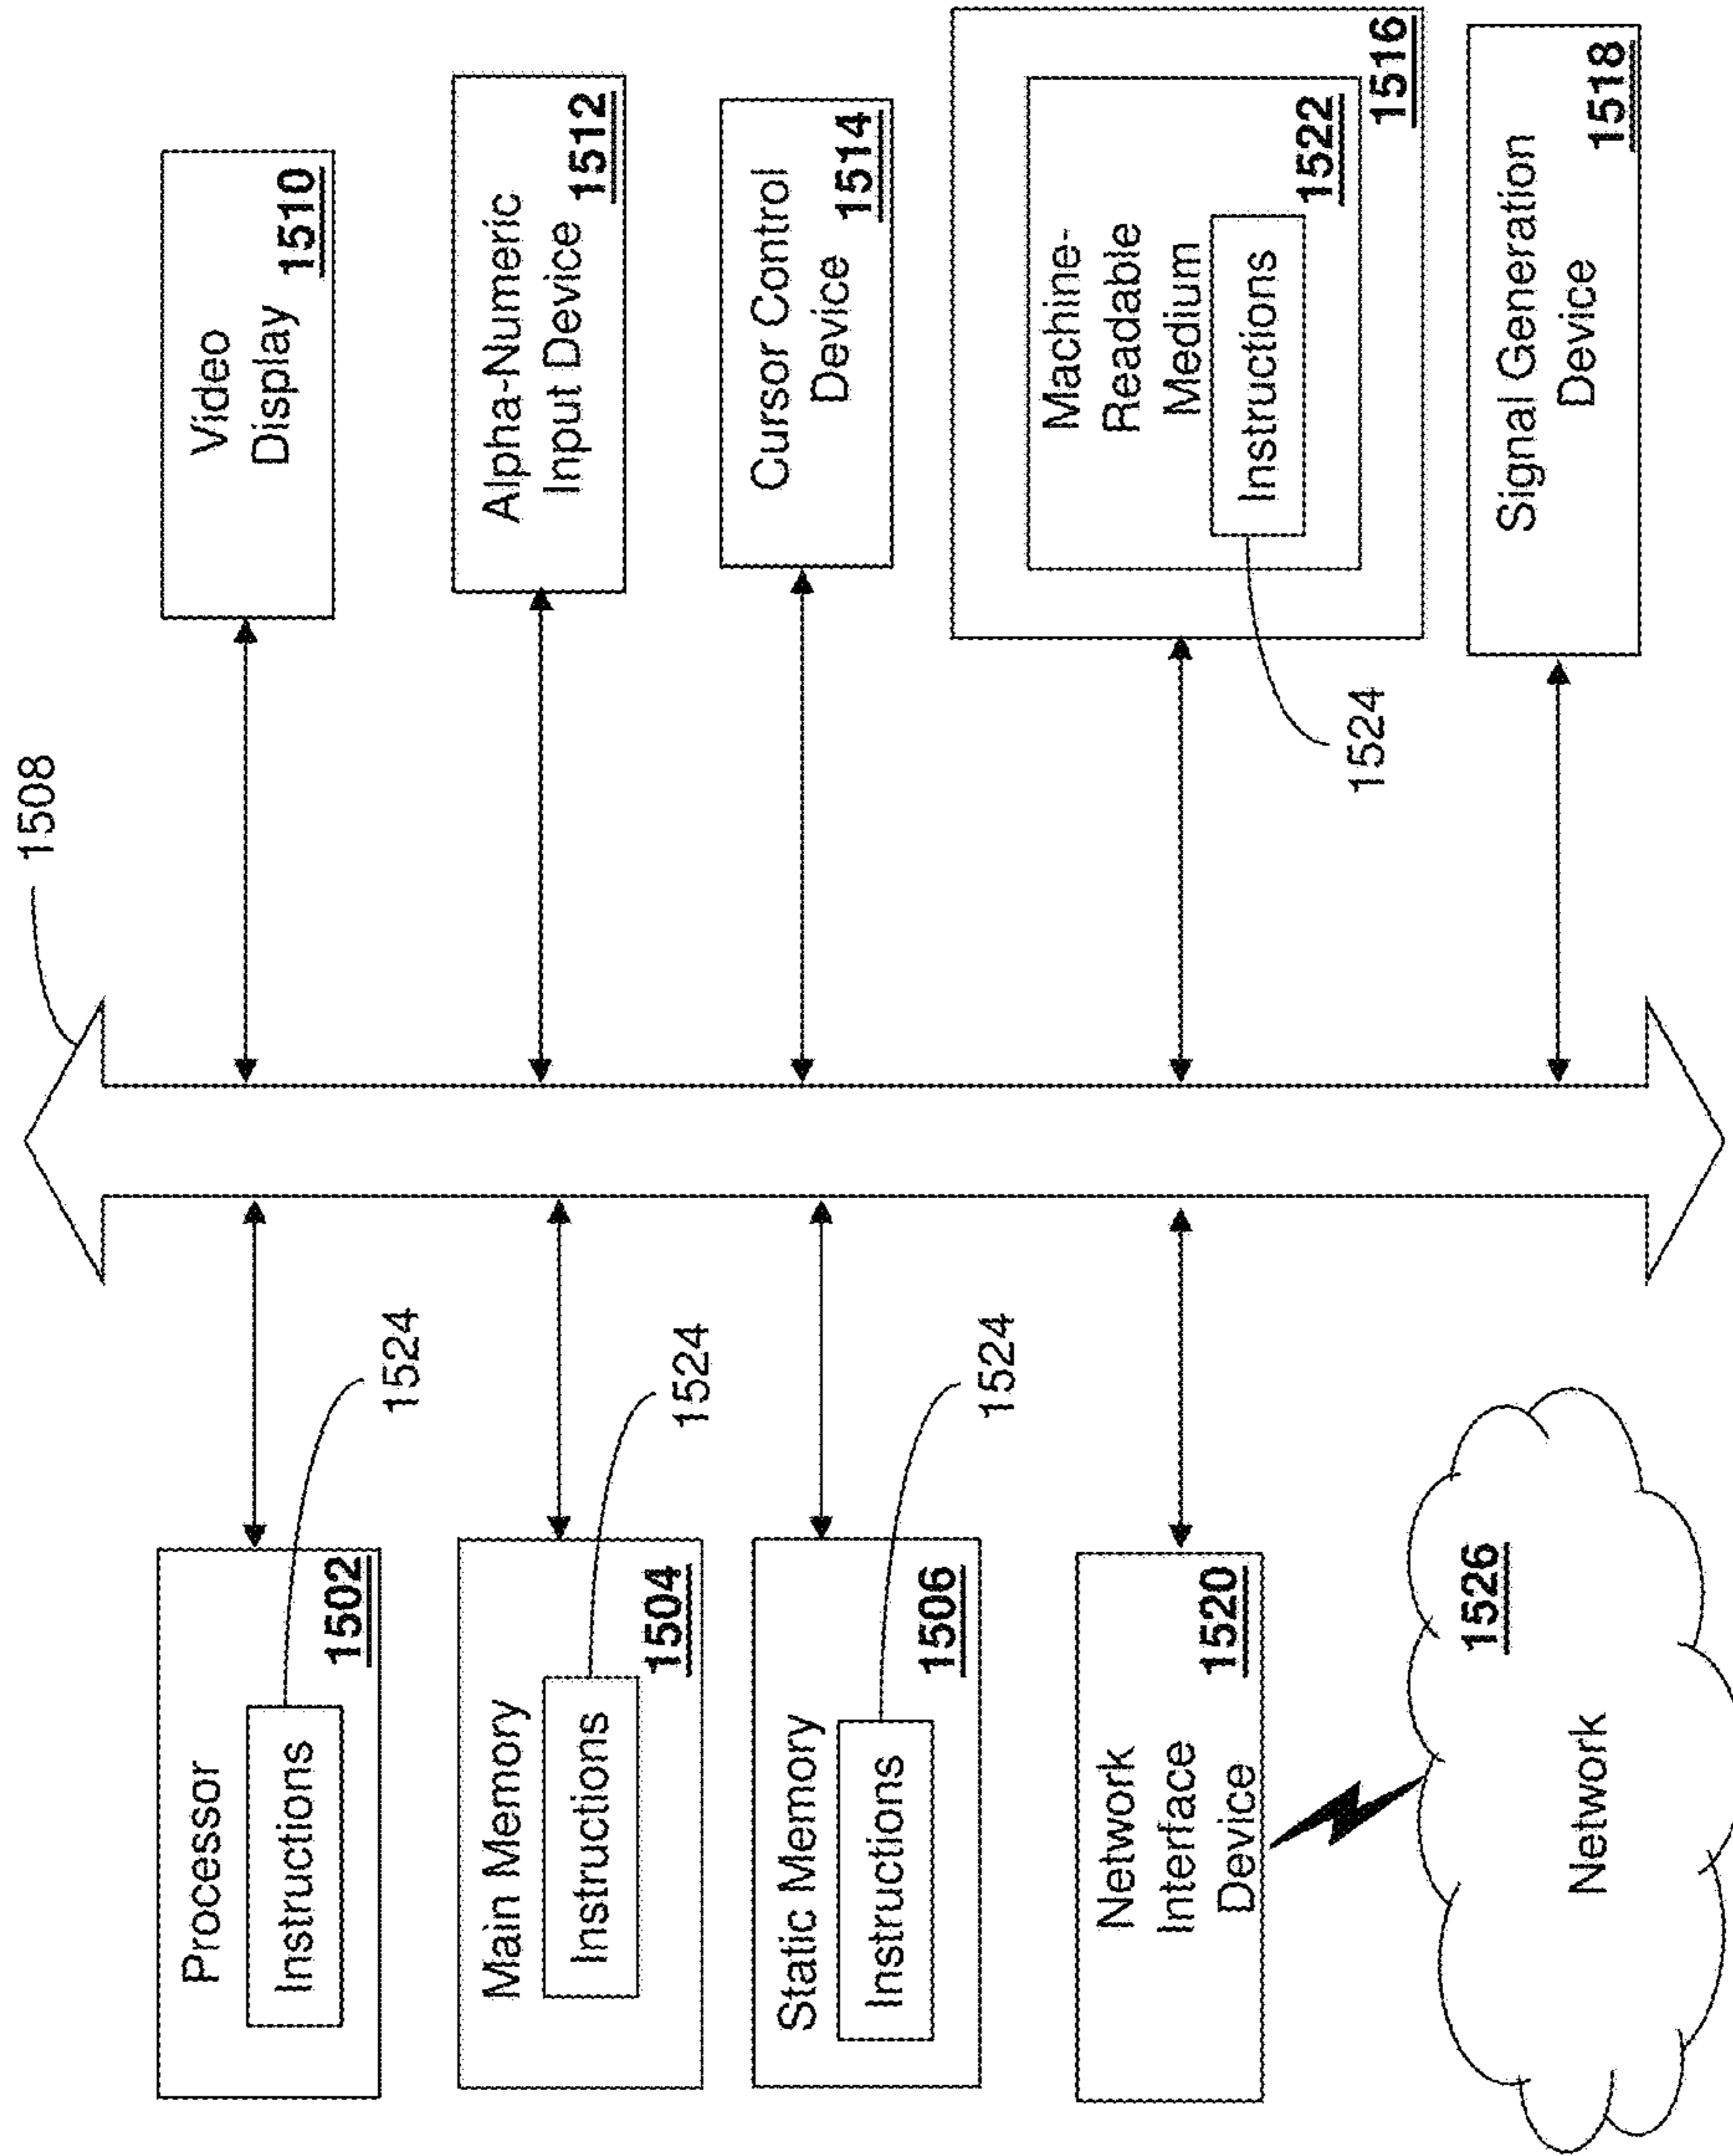 1508
Processor
Instructions
1502
1524
Main Memory
Instructions
1504
1524
Static Memory
Instructions
1506
1524
Network
Interface
Device
1520
1526
Network
Video
Display
1510
Alpha-Numeric
Input Device
1512
Cursor Control
Device
1514
Machine-
Readable
Medium
1522
Instructions
1516
1524
Signal Generation
Device
1518